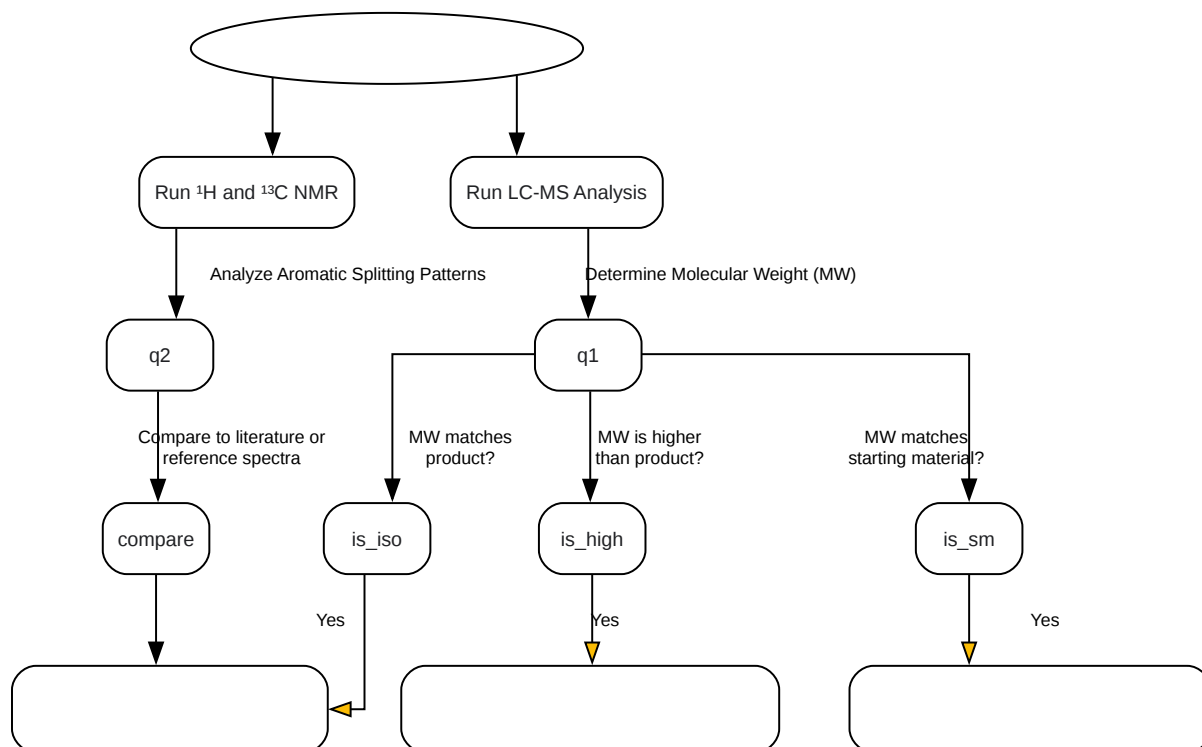 Run ¹H and ¹³C NMR
Run LC-MS Analysis
Analyze Aromatic Splitting Patterns
Determine Molecular Weight (MW)
q2
q1
Compare to literature or
reference spectra
MW matches
product?
MW is higher
than product?
MW matches
starting material?
compare
is_iso
is_high
is_sm
Yes
Yes
Yes